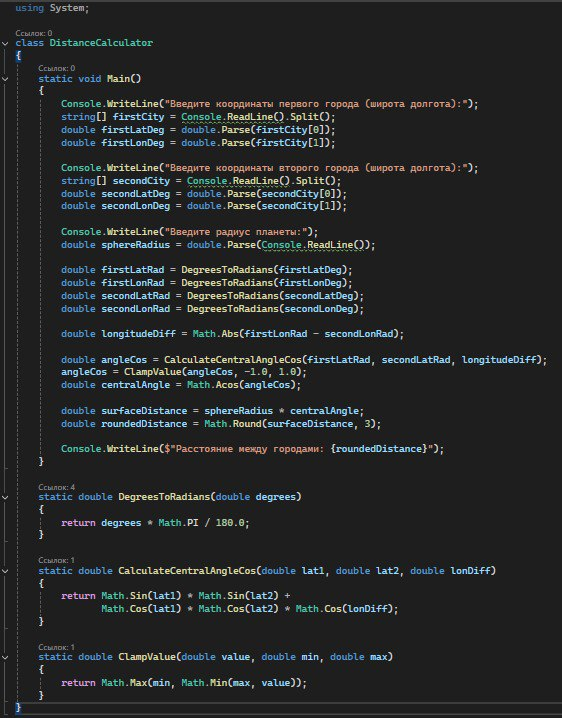 using System;
Ссылок: 0
class DistanceCalculator
{
Ссылок: 0
static void Main()
{
Console.WriteLine("Введите координаты первого города (широта долгота):");
string[] firstCity = Console.ReadLine().Split();
double firstLatDeg = double.Parse(firstCity[0]);
double firstLonDeg = double.Parse(firstCity[1]);
Console.WriteLine("Введите координаты второго города (широта долгота):");
string[] secondCity = Console.ReadLine().Split();
double secondLatDeg = double.Parse(secondCity[0]);
double secondLonDeg = double.Parse(secondCity[1]);
Console.WriteLine("Введите радиус планеты:");
double sphereRadius = double.Parse(Console.ReadLine());
double firstLatRad = DegreesToRadians(firstLatDeg);
double firstLonRad = DegreesToRadians(firstLonDeg);
double secondLatRad = DegreesToRadians(secondLatDeg);
double secondLonRad = DegreesToRadians(secondLonDeg);
double longitudeDiff = Math.Abs(firstLonRad - secondLonRad);
double angleCos = CalculateCentralAngleCos(firstLatRad, secondLatRad, longitudeDiff);
angleCos = ClampValue(angleCos, -1.0, 1.0);
double centralAngle = Math.Acos(angleCos);
double surfaceDistance = sphereRadius * centralAngle;
double roundedDistance = Math.Round(surfaceDistance, 3);
Console.WriteLine($"Расстояние между городами: {roundedDistance}");
}
Ссылок: 4
static double DegreesToRadians(double degrees)
{
return degrees * Math.PI / 180.0;
}
Ссылок: 1
static double CalculateCentralAngleCos(double lat1, double lat2, double lonDiff)
{
return Math.Sin(lat1) * Math.Sin(lat2) +
Math.Cos(lat1) * Math.Cos(lat2) * Math.Cos(lonDiff);
}
Ссылок: 1
static double ClampValue(double value, double min, double max)
{
return Math.Max(min, Math.Min(max, value));
}
}